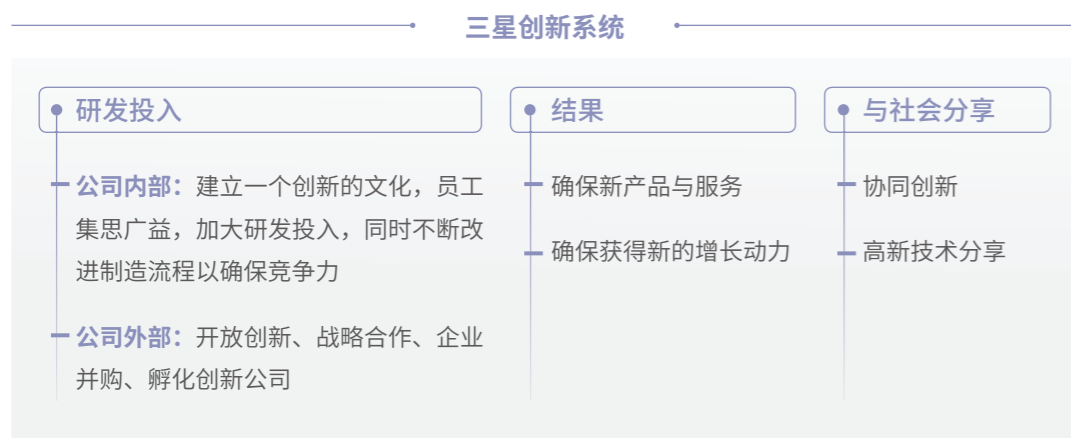 三星创新系统
研发投入
公司内部：建立一个创新的文化，员工
集思广益，加大研发投入，同时不断改
进制造流程以确保竞争力
公司外部：开放创新、战略合作、企业
并购、孵化创新公司
结果
确保新产品与服务
确保获得新的增长动力
与社会分享
协同创新
高新技术分享